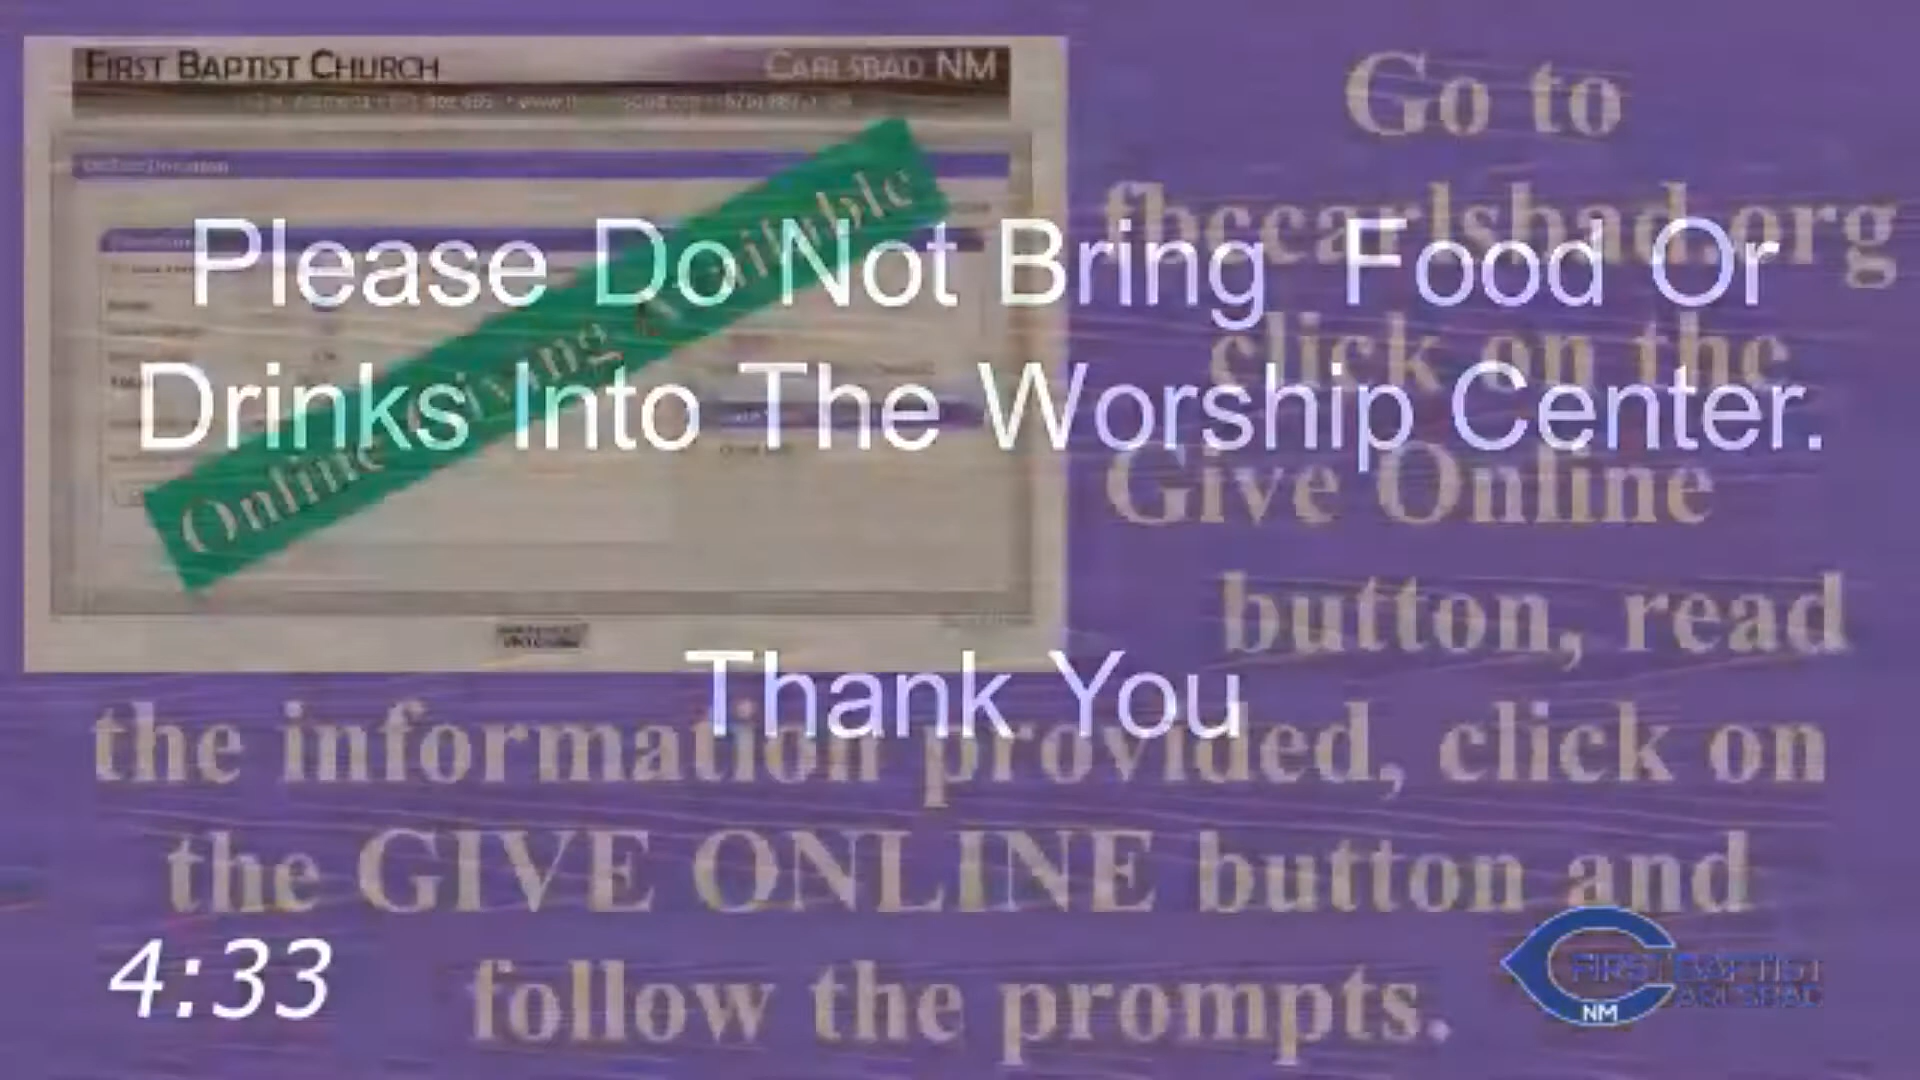 FIRST BAPTIST CHURCH
CARLSBAD NM
Online Donation
Online Giving Available
Go to
fbccarlsbad.org
click on the
Give Online
button, read
the information provided, click on
the GIVE ONLINE button and
follow the prompts.
Please Do Not Bring Food Or
Drinks Into The Worship Center.
Thank You
4:33
FIRST BAPTIST
CARLSBAD
NM